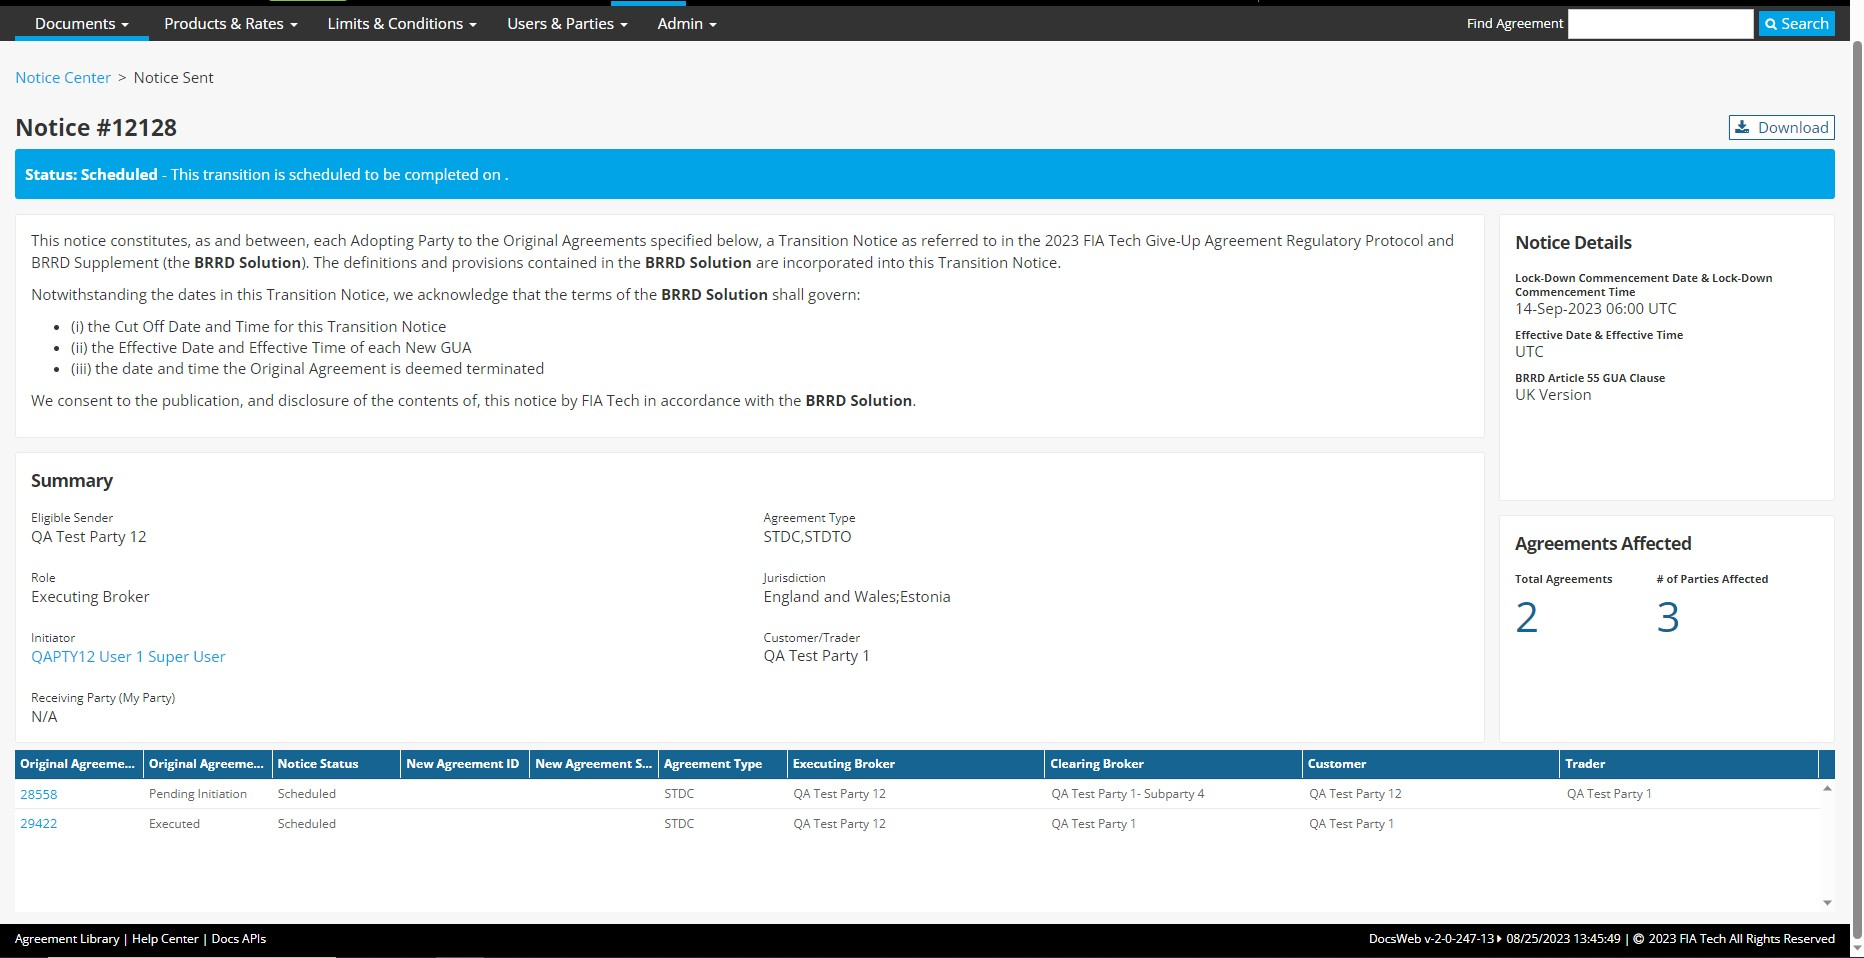 Documents Products & Rates Limits & Conditions Users & Parties Admin Find Agreement Search
Notice Center > Notice Sent
Notice #12128
Download
Status: Scheduled - This transition is scheduled to be completed on .
This notice constitutes, as and between, each Adopting Party to the Original Agreements specified below, a Transition Notice as referred to in the 2023 FIA Tech Give-Up Agreement Regulatory Protocol and
BRRD Supplement (the BRRD Solution). The definitions and provisions contained in the BRRD Solution are incorporated into this Transition Notice.
Notwithstanding the dates in this Transition Notice, we acknowledge that the terms of the BRRD Solution shall govern:
• (i) the Cut Off Date and Time for this Transition Notice
• (ii) the Effective Date and Effective Time of each New GUA
• (iii) the date and time the Original Agreement is deemed terminated
We consent to the publication, and disclosure of the contents of, this notice by FIA Tech in accordance with the BRRD Solution.
Notice Details
Lock-Down Commencement Date & Lock-Down
Commencement Time
14-Sep-2023 06:00 UTC
Effective Date & Effective Time
UTC
BRRD Article 55 GUA Clause
UK Version
Summary
Eligible Sender
QA Test Party 12
Agreement Type
STDC,STDTO
Role
Executing Broker
Jurisdiction
England and Wales;Estonia
Initiator
QAPTY12 User 1 Super User
Customer/Trader
QA Test Party 1
Receiving Party (My Party)
N/A
Agreements Affected
Total Agreements # of Parties Affected
2 3
Original Agreeme... Original Agreeme... Notice Status New Agreement ID New Agreement S... Agreement Type Executing Broker Clearing Broker Customer Trader
28558 Pending Initiation Scheduled STDC QA Test Party 12 QA Test Party 1- Subparty 4 QA Test Party 12 QA Test Party 1
29422 Executed Scheduled STDC QA Test Party 12 QA Test Party 1 QA Test Party 1
Agreement Library | Help Center | Docs APIs DocsWeb v-2-0-247-13 08/25/2023 13:45:49 | © 2023 FIA Tech All Rights Reserved